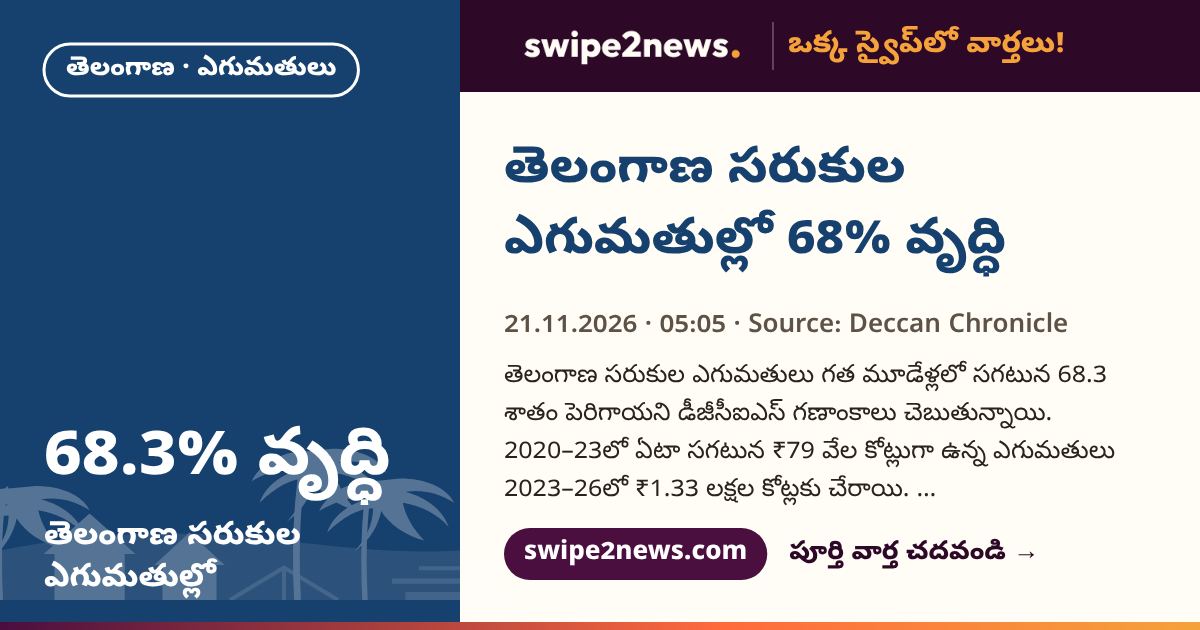 తెలంగాణ · ఎగుమతులు
68.3% వృద్ధి
తెలంగాణ సరుకుల
ఎగుమతుల్లో
swipe2news.
ఒక్క స్వైప్‌లో వార్తలు!
తెలంగాణ సరుకుల
ఎగుమతుల్లో 68% వృద్ధి
21.11.2026 · 05:05 · Source: Deccan Chronicle
తెలంగాణ సరుకుల ఎగుమతులు గత మూడేళ్లలో సగటున 68.3
శాతం పెరిగాయని డీజీసీఐఎస్ గణాంకాలు చెబుతున్నాయి.
2020–23లో ఏటా సగటున ₹79 వేల కోట్లుగా ఉన్న ఎగుమతులు
2023–26లో ₹1.33 లక్షల కోట్లకు చేరాయి. ...
swipe2news.com
పూర్తి వార్త చదవండి →